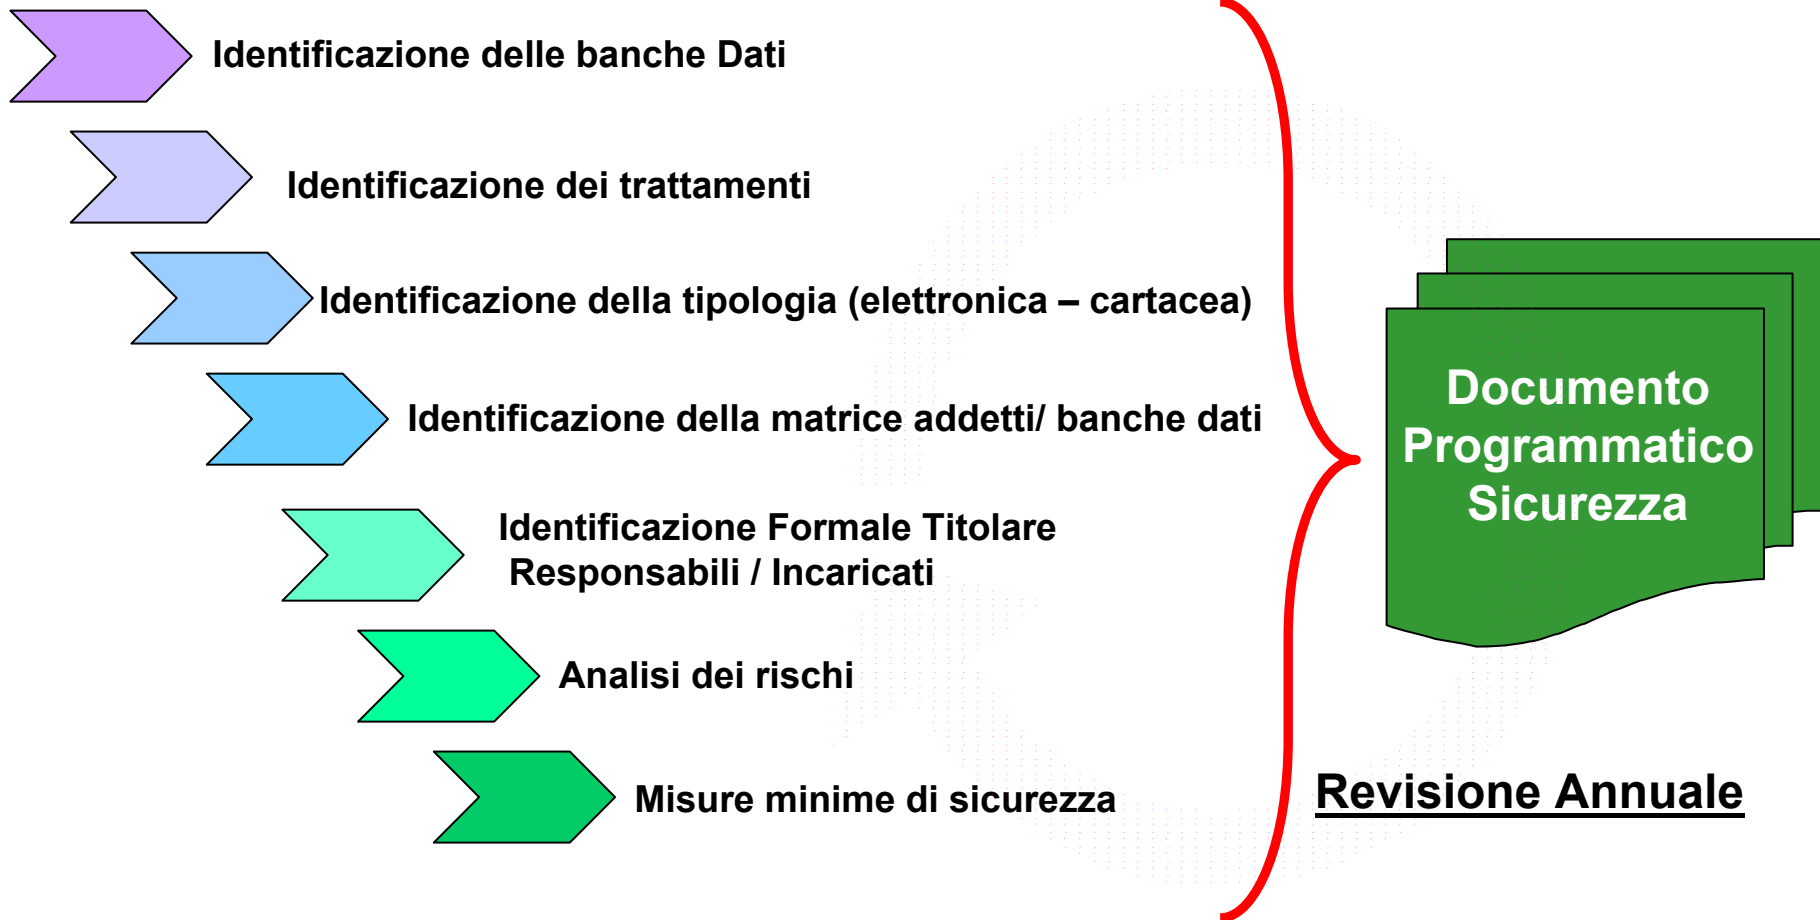 Identificazione delle banche Dati
Identificazione dei trattamenti
Identificazione della tipologia (elettronica – cartacea)
Identificazione della matrice addetti/ banche dati
Identificazione Formale Titolare
Responsabili / Incaricati
Analisi dei rischi
Misure minime di sicurezza
Documento
Programmatico
Sicurezza
Revisione Annuale